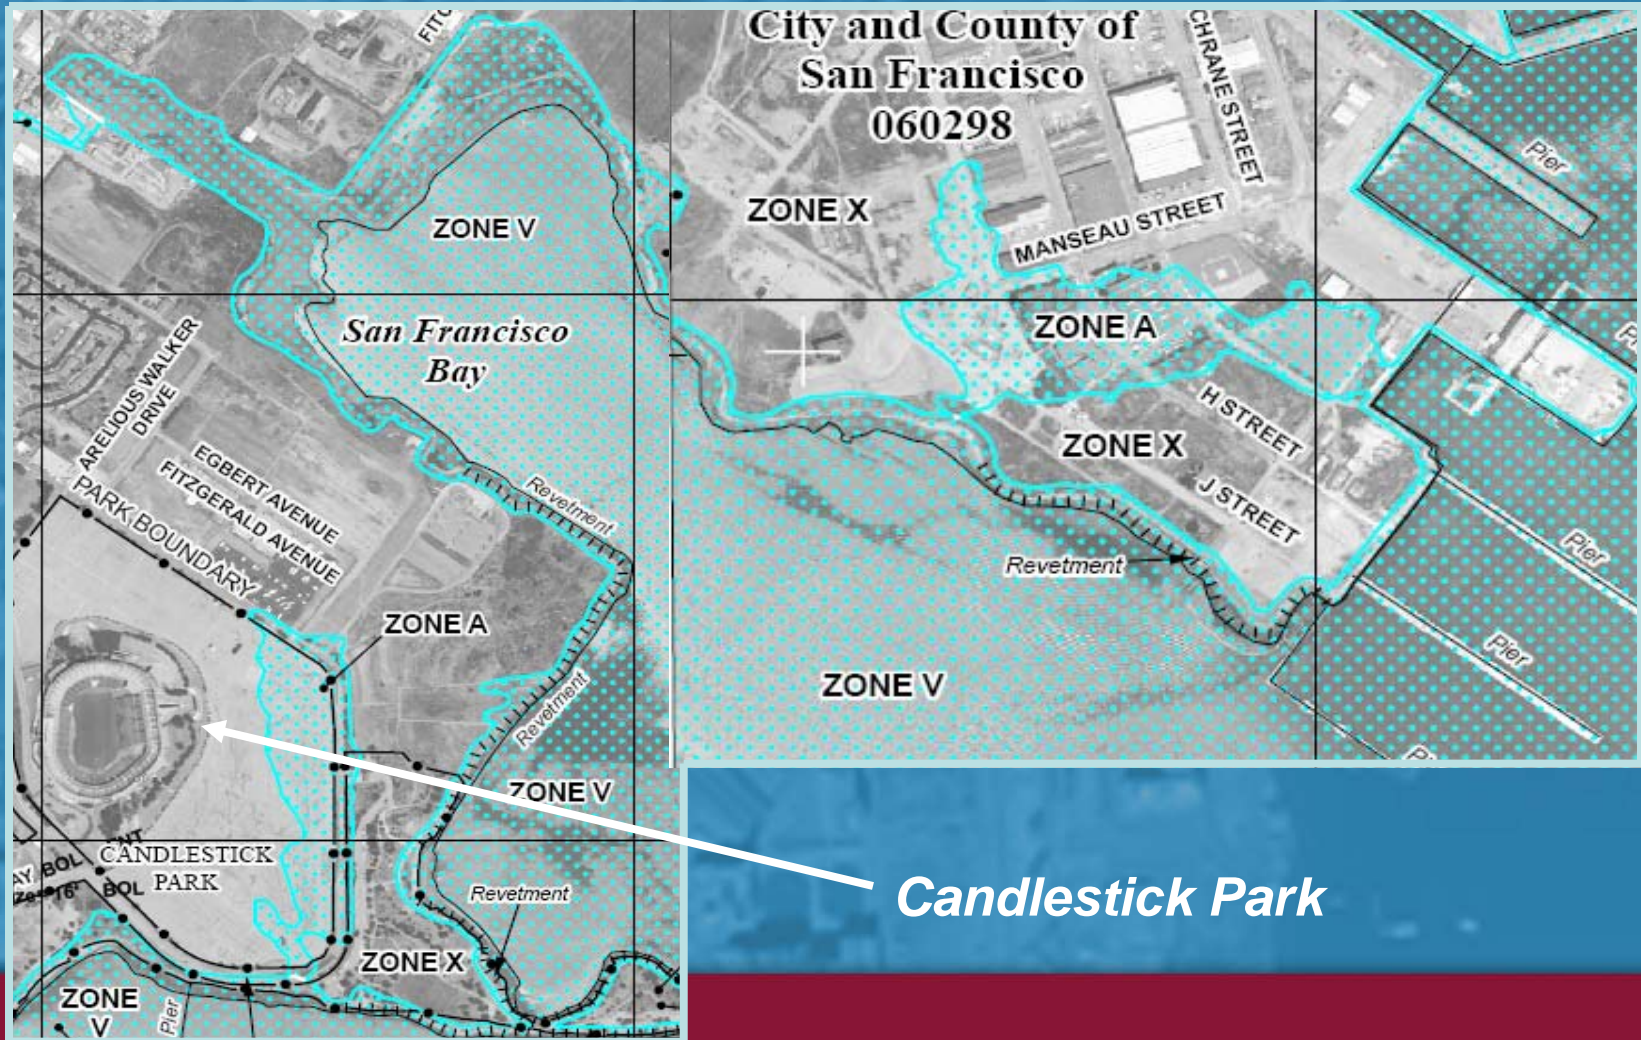 City and County of
San Francisco
060298
CHRANE STREET
Pier
ZONE V
ZONE X
MANSEAU STREET
San Francisco
Bay
ZONE A
ARELIOUS WALKER
DRIVE
H STREET
ZONE X
EGBERT AVENUE
FITZGERALD AVENUE
PARK BOUNDARY
Revetment
J STREET
Pier
Revetment
ZONE A
Pier
Revetment
ZONE V
ZONE V
CANDLESTICK
PARK
BOL
BOL
Revetment
Candlestick Park
ZONE X
ZONE
V
Pier